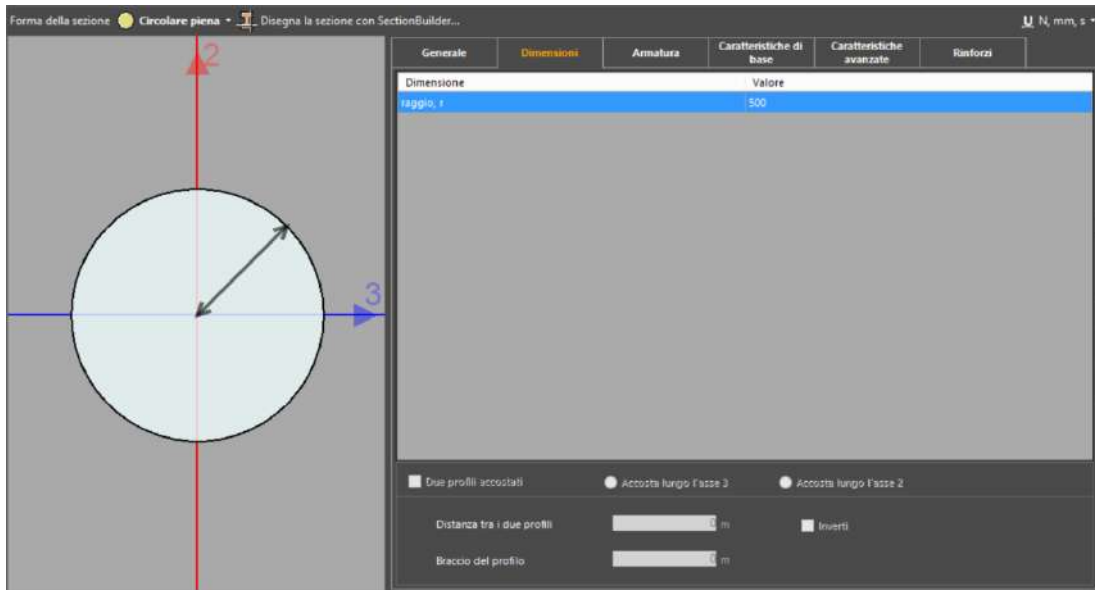 Forma della sezione Circolare piena Disegna la sezione con SectionBuilder...
U N, mm, s
2
3
Generale
Dimensioni
Armatura
Caratteristiche di
base
Caratteristiche
avanzate
Rinforzi
Dimensione Valore
raggio, r 500
Due profili accostati Accosta lungo l'asse 3 Accosta lungo l'asse 2
Distanza tra i due profili 0 m Inverti
Braccio del profilo 0 m